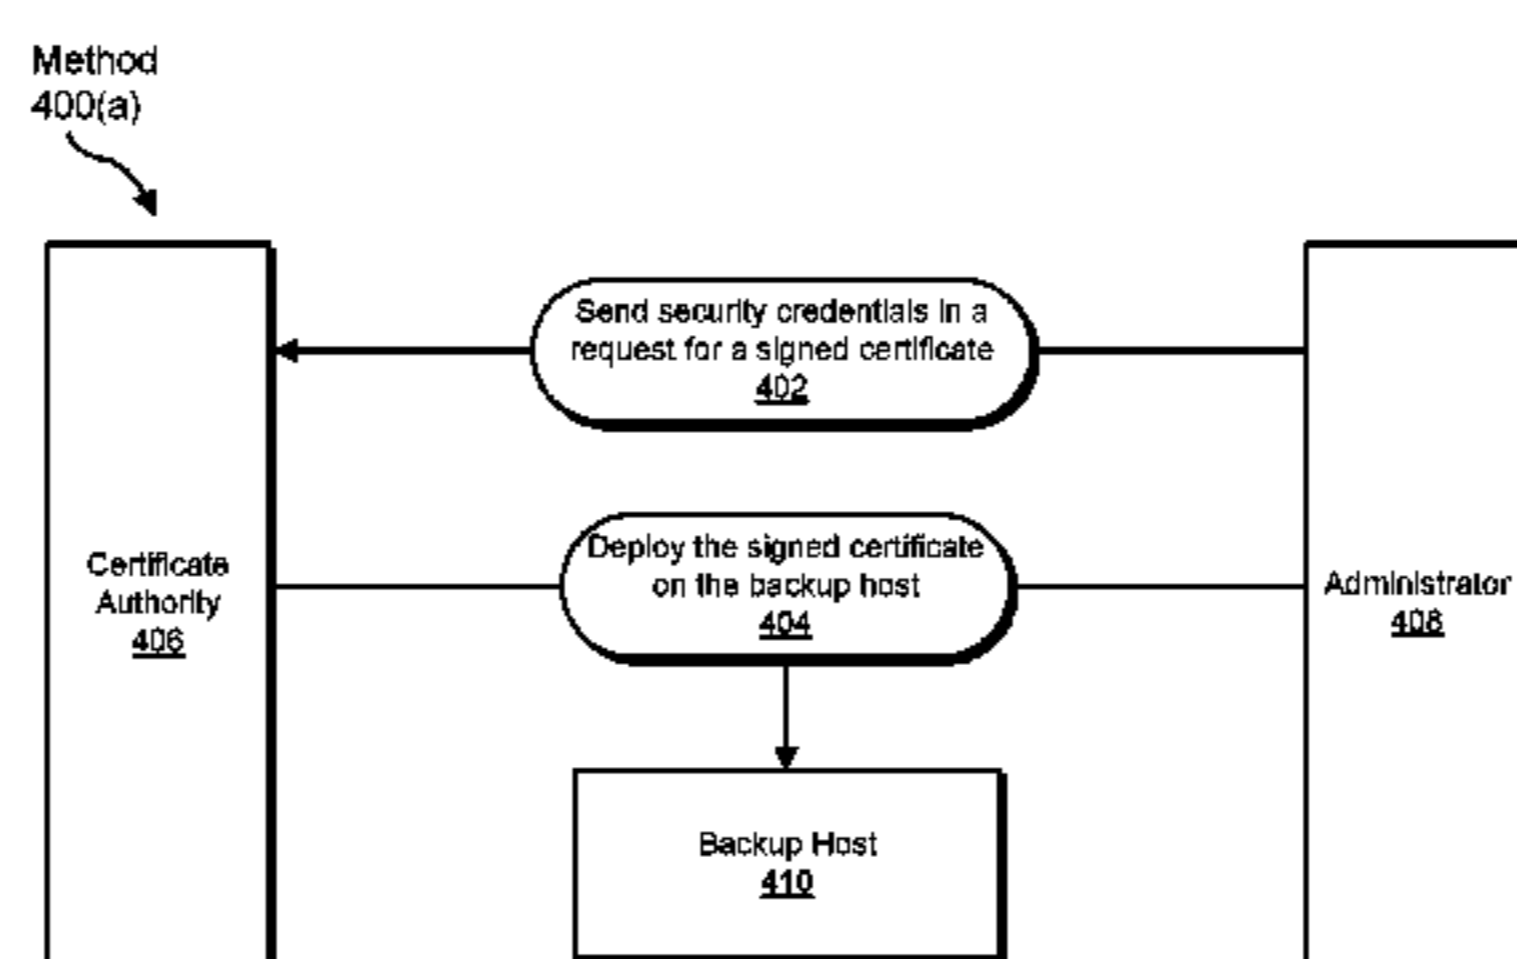 Method
400(a)
Send security credentials in a
request for a signed certificate
402
Deploy the signed certificate
on the backup host
404
Certificate
Authority
406
Administrator
408
Backup Host
410